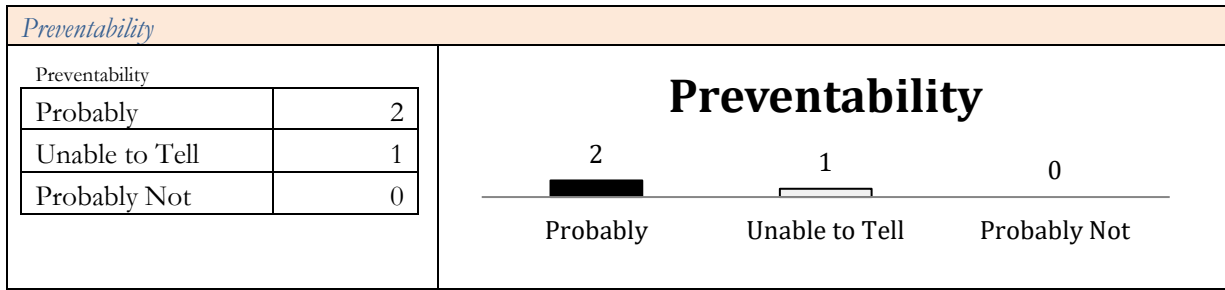 Preventability
Preventability
Probably 2
Unable to Tell 1
Probably Not 0
Preventability
2 1 0
Probably Unable to Tell Probably Not